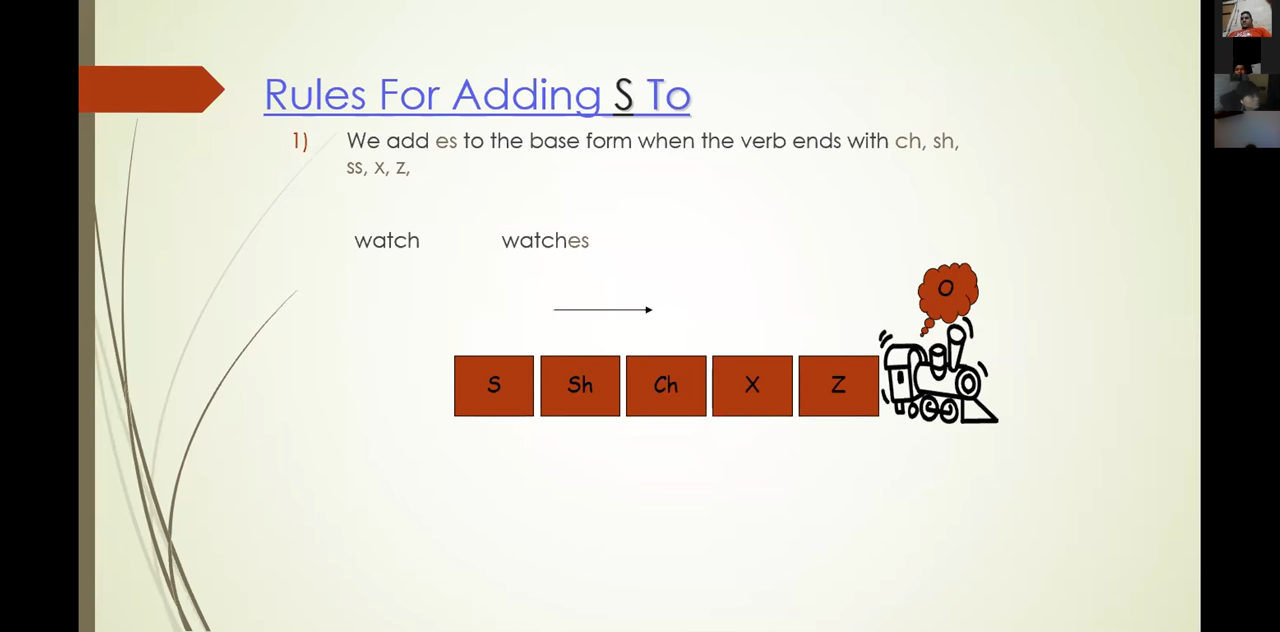 Rules For Adding S To
1) We add es to the base form when the verb ends with ch, sh,
ss, x, z,
watch watches
O
S Sh Ch X Z